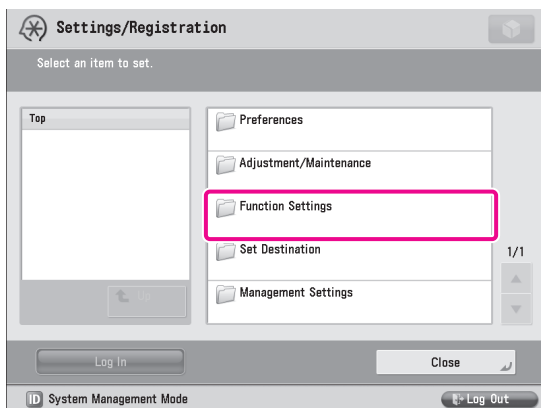 Settings/Registration
Select an item to set.
Top
Preferences
Adjustment/Maintenance
Function Settings
Set Destination
1/1
Management Settings
Up
Log In
Close
ID System Management Mode
Log Out